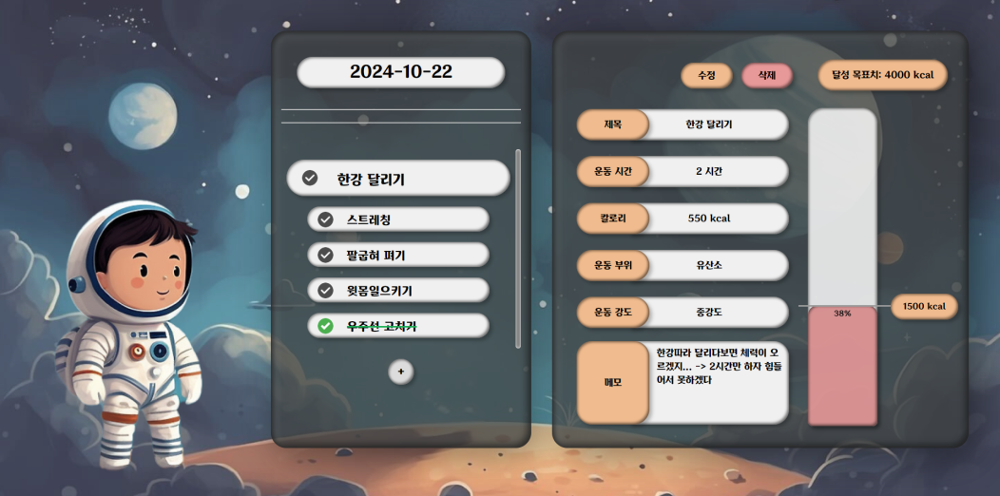 2024-10-22
한강 달리기
스트레칭
팔굽혀 펴기
윗몸일으키기
우주선 고치기
+
수정
삭제
달성 목표치: 4000 kcal
제목
한강 달리기
운동 시간
2 시간
칼로리
550 kcal
운동 부위
유산소
운동 강도
중강도
메모
한강따라 달리다보면 체력이 오
르겠지... -> 2시간만 하자 힘들
어서 못하겠다
1500 kcal
38%